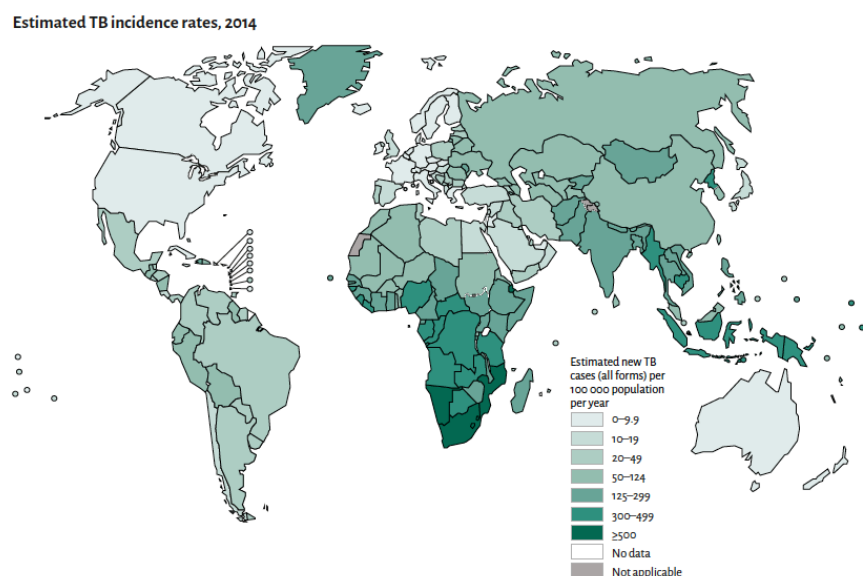 Estimated TB incidence rates, 2014
Estimated new TB
cases (all forms) per
100 000 population
per year
0–9.9
10–19
20–49
50–124
125–299
300–499
≥500
No data
Not applicable